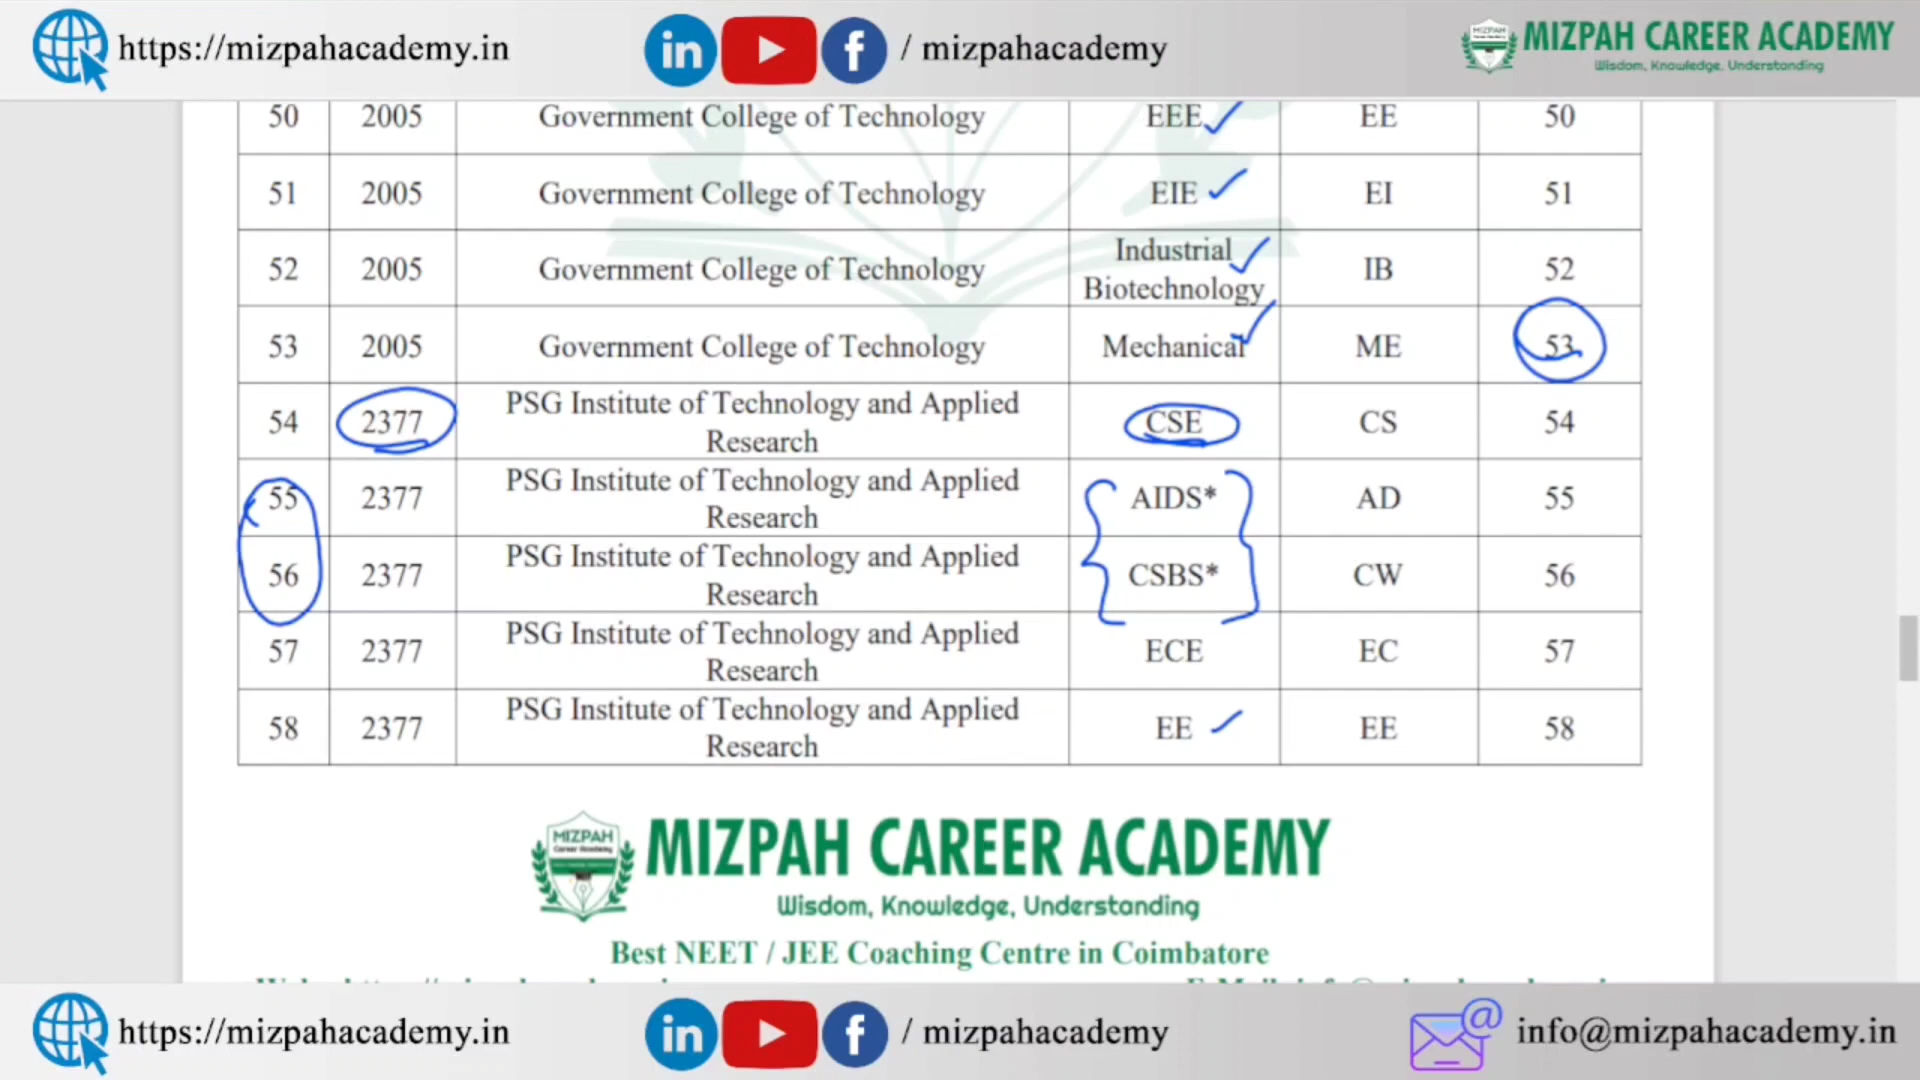 https://mizpahacademy.in
in f / mizpahacademy
MIZPAH CAREER ACADEMY
Wisdom, Knowledge, Understanding
50 2005 Government College of Technology EEE EE 50
51 2005 Government College of Technology EIE EI 51
52 2005 Government College of Technology Industrial Biotechnology IB 52
53 2005 Government College of Technology Mechanical ME 53
54 2377 PSG Institute of Technology and Applied Research CSE CS 54
55 2377 PSG Institute of Technology and Applied Research AIDS* AD 55
56 2377 PSG Institute of Technology and Applied Research CSBS* CW 56
57 2377 PSG Institute of Technology and Applied Research ECE EC 57
58 2377 PSG Institute of Technology and Applied Research EE EE 58
MIZPAH
Career Academy
MIZPAH CAREER ACADEMY
Wisdom, Knowledge, Understanding
Best NEET / JEE Coaching Centre in Coimbatore
https://mizpahacademy.in
in f / mizpahacademy
info@mizpahacademy.in